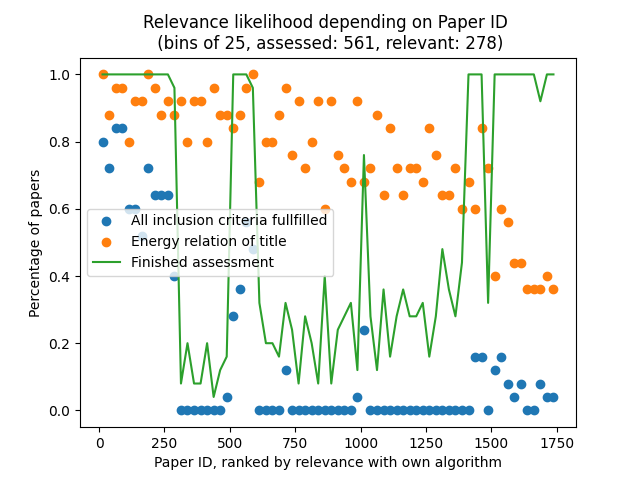 Relevance likelihood depending on Paper ID
(bins of 25, assessed: 561, relevant: 278)
Percentage of papers
1.0
0.8
0.6
0.4
0.2
0.0
All inclusion criteria fullfilled
Energy relation of title
Finished assessment
0 250 500 750 1000 1250 1500 1750
Paper ID, ranked by relevance with own algorithm